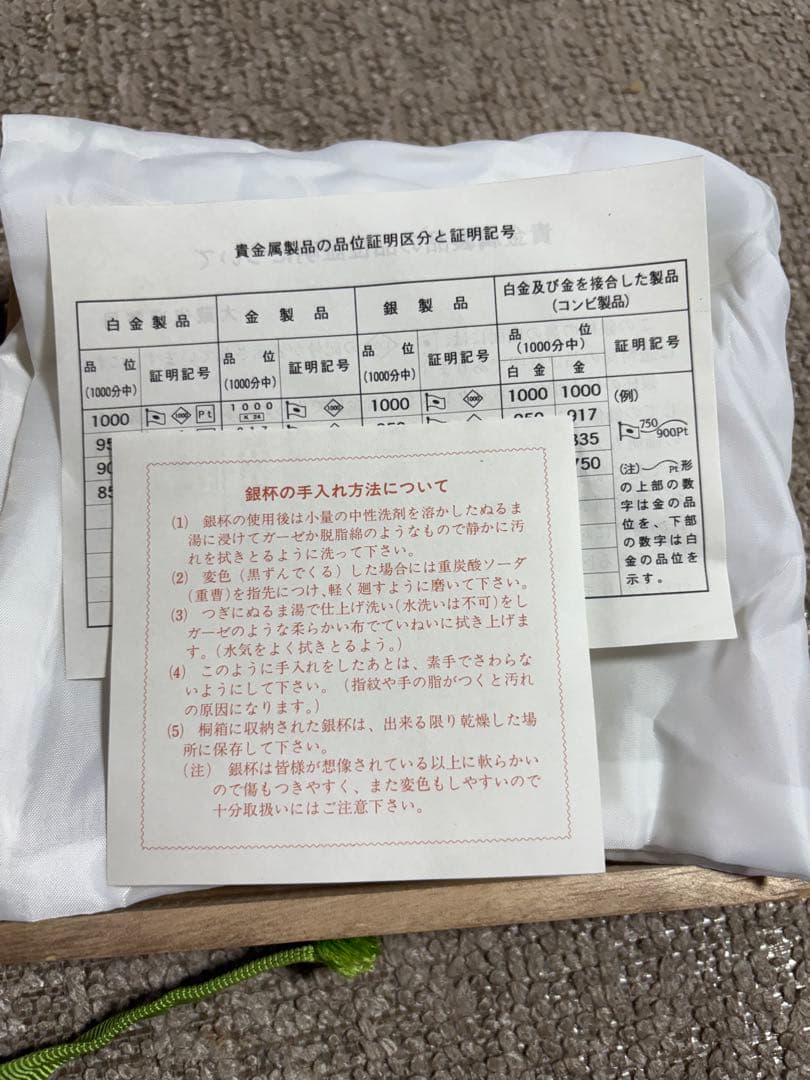 貴金属製品の品位証明区分と証明記号
白金製品 金製品 銀製品 白金及び金を接合した製品
(コンビ製品)
品位 証明記号 品位 証明記号 品位 証明記号 品位 証明記号
(1000分中) (1000分中) (1000分中) (1000分中)
白金 金
1000 1000 Pt 1000 1000 1000 1000 1000 1000 (例)
K24
917
750
900Pt
750
(注) Pt形
の上部の数
字は金の品
位を、下部
の数字は白
金の品位を
示す。
銀杯の手入れ方法について
(1) 銀杯の使用後は小量の中性洗剤を溶かしたぬるま
湯に浸けてガーゼか脱脂綿のようなもので静かに汚
れを拭きとるように洗って下さい。
(2) 変色(黒ずんでくる)した場合には重炭酸ソーダ
(重曹)を指先につけ、軽く廻すように磨いて下さい。
(3) つぎにぬるま湯で仕上げ洗い(水洗いは不可)をし
ガーゼのような柔らかい布でていねいに拭き上げま
す。(水気をよく拭きとるよう。)
(4) このように手入れをしたあとは、素手でさわらな
いようにして下さい。(指紋や手の脂がつくと汚れ
の原因になります。)
(5) 桐箱に収納された銀杯は、出来る限り乾燥した場
所に保存して下さい。
(注) 銀杯は皆様が想像されている以上に軟らかい
ので傷もつきやすく、また変色もしやすいので
十分取扱いにはご注意下さい。